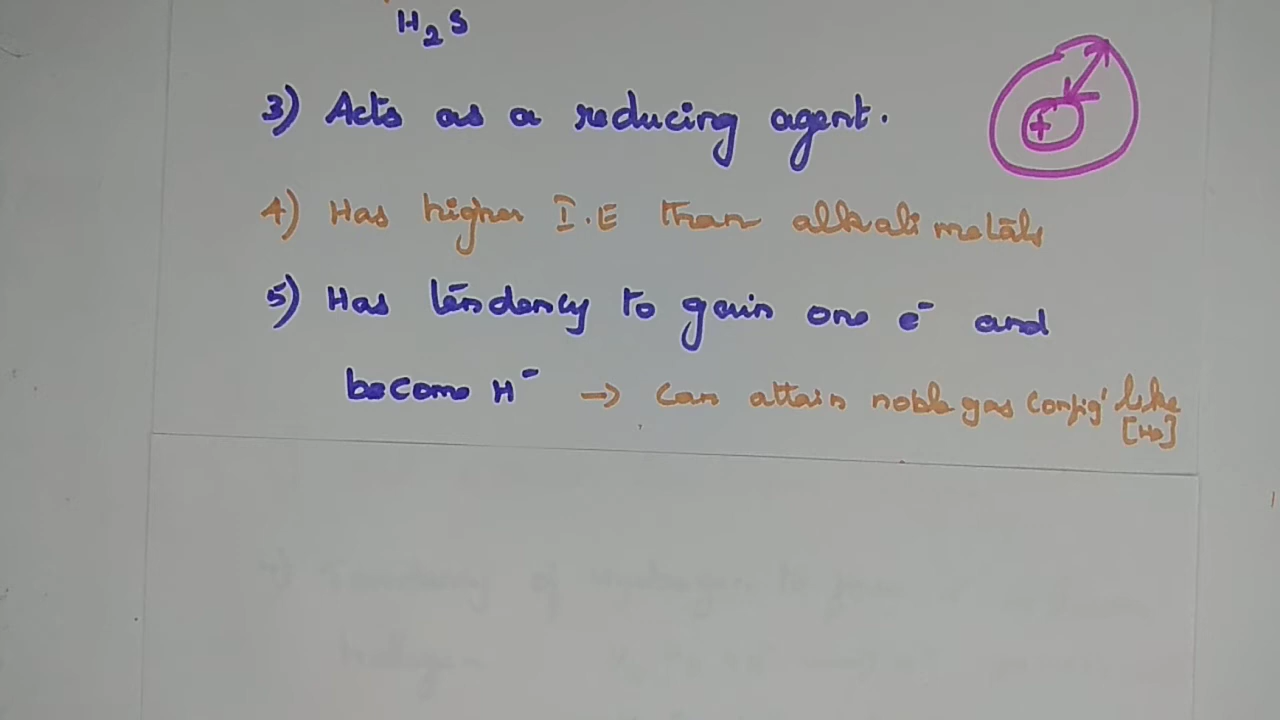 H₂S
3) Acts as a reducing agent.
+
4) Has higher I.E than alkali metals
5) Has tendency to gain one e⁻ and
become H⁻ → Can attain noble gas config' like
[He]